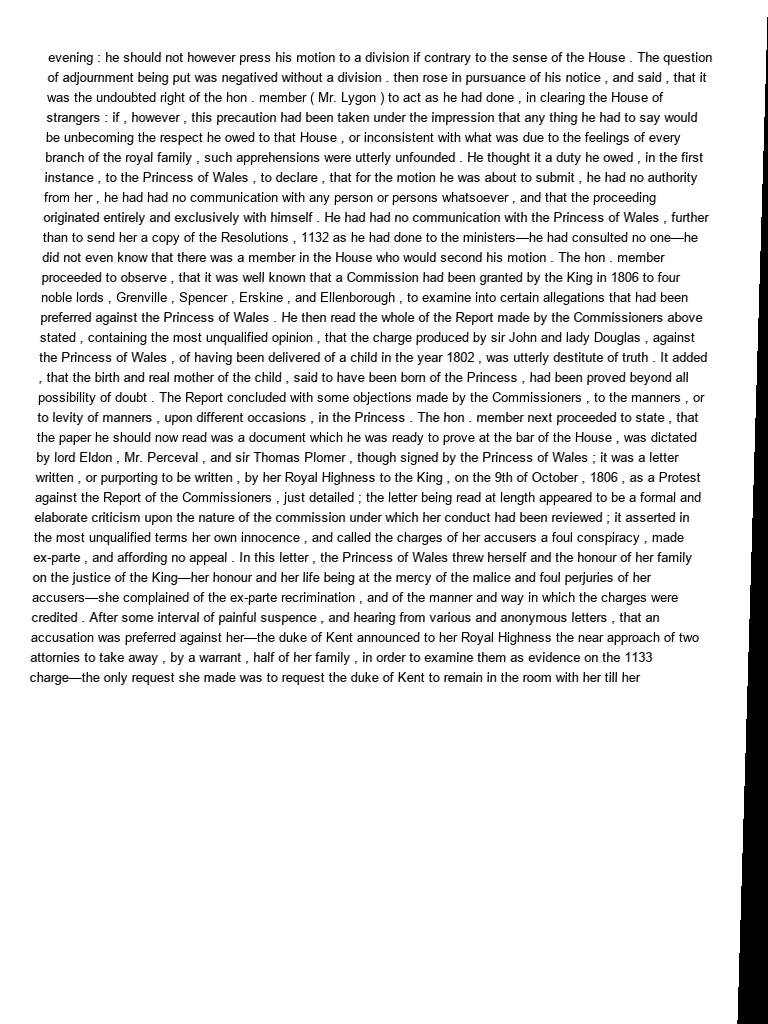 evening : he should not however press his motion to a division if contrary to the sense of the House . The question
of adjournment being put was negatived without a division . then rose in pursuance of his notice , and said , that it
was the undoubted right of the hon . member ( Mr. Lygon ) to act as he had done , in clearing the House of
strangers : if , however , this precaution had been taken under the impression that any thing he had to say would
be unbecoming the respect he owed to that House , or inconsistent with what was due to the feelings of every
branch of the royal family , such apprehensions were utterly unfounded . He thought it a duty he owed , in the first
instance , to the Princess of Wales , to declare , that for the motion he was about to submit , he had no authority
from her , he had had no communication with any person or persons whatsoever , and that the proceeding
originated entirely and exclusively with himself . He had had no communication with the Princess of Wales , further
than to send her a copy of the Resolutions , 1132 as he had done to the ministers—he had consulted no one—he
did not even know that there was a member in the House who would second his motion . The hon . member
proceeded to observe , that it was well known that a Commission had been granted by the King in 1806 to four
noble lords , Grenville , Spencer , Erskine , and Ellenborough , to examine into certain allegations that had been
preferred against the Princess of Wales . He then read the whole of the Report made by the Commissioners above
stated , containing the most unqualified opinion , that the charge produced by sir John and lady Douglas , against
the Princess of Wales , of having been delivered of a child in the year 1802 , was utterly destitute of truth . It added
, that the birth and real mother of the child , said to have been born of the Princess , had been proved beyond all
possibility of doubt . The Report concluded with some objections made by the Commissioners , to the manners , or
to levity of manners , upon different occasions , in the Princess . The hon . member next proceeded to state , that
the paper he should now read was a document which he was ready to prove at the bar of the House , was dictated
by lord Eldon , Mr. Perceval , and sir Thomas Plomer , though signed by the Princess of Wales ; it was a letter
written , or purporting to be written , by her Royal Highness to the King , on the 9th of October , 1806 , as a Protest
against the Report of the Commissioners , just detailed ; the letter being read at length appeared to be a formal and
elaborate criticism upon the nature of the commission under which her conduct had been reviewed ; it asserted in
the most unqualified terms her own innocence , and called the charges of her accusers a foul conspiracy , made
ex-parte , and affording no appeal . In this letter , the Princess of Wales threw herself and the honour of her family
on the justice of the King—her honour and her life being at the mercy of the malice and foul perjuries of her
accusers—she complained of the ex-parte recrimination , and of the manner and way in which the charges were
credited . After some interval of painful suspence , and hearing from various and anonymous letters , that an
accusation was preferred against her—the duke of Kent announced to her Royal Highness the near approach of two
attornies to take away , by a warrant , half of her family , in order to examine them as evidence on the 1133
charge—the only request she made was to request the duke of Kent to remain in the room with her till her